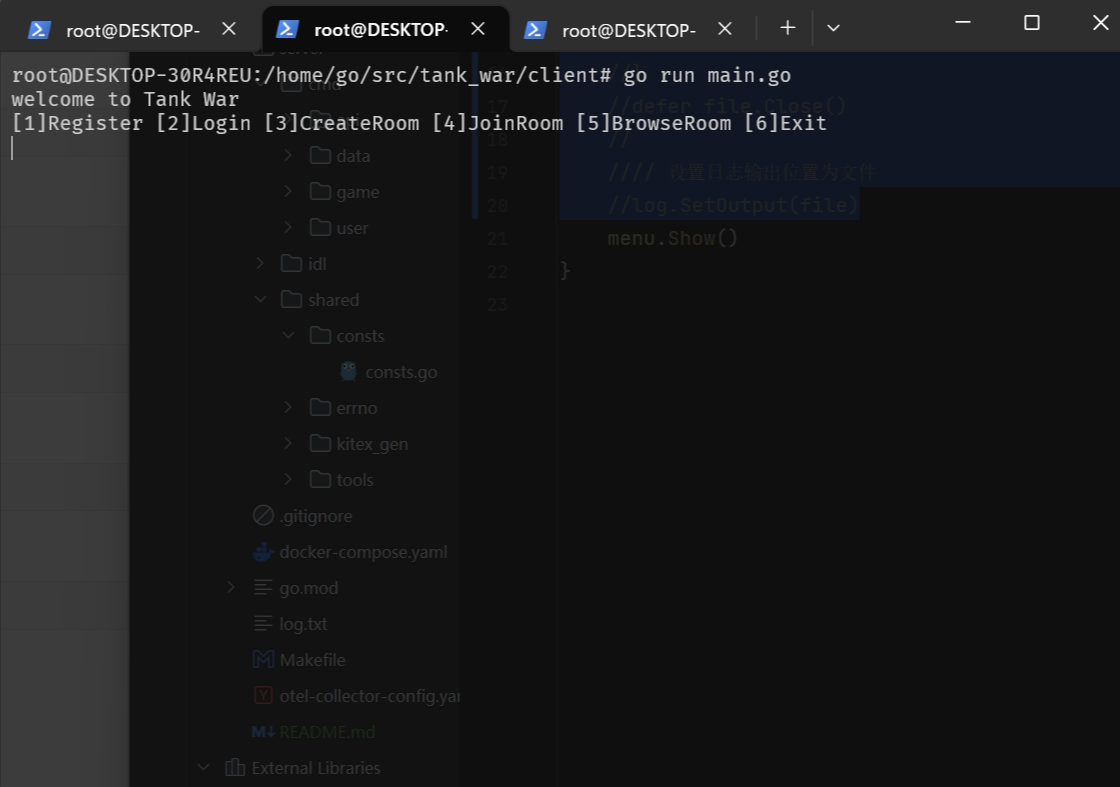 root@DESKTOP-
root@DESKTOP-
root@DESKTOP-
root@DESKTOP-30R4REU:/home/go/src/tank_war/client# go run main.go
welcome to Tank War
[1]Register [2]Login [3]CreateRoom [4]JoinRoom [5]BrowseRoom [6]Exit
server
cmd
data
game
user
idl
shared
consts
consts.go
errno
kitex_gen
tools
.gitignore
docker-compose.yaml
go.mod
log.txt
Makefile
otel-collector-config.ya
README.md
External Libraries
17 //defer file.Close()
18 //
19 //// 设置日志输出位置为文件
20 //log.SetOutput(file)
21 menu.Show()
22 }
23